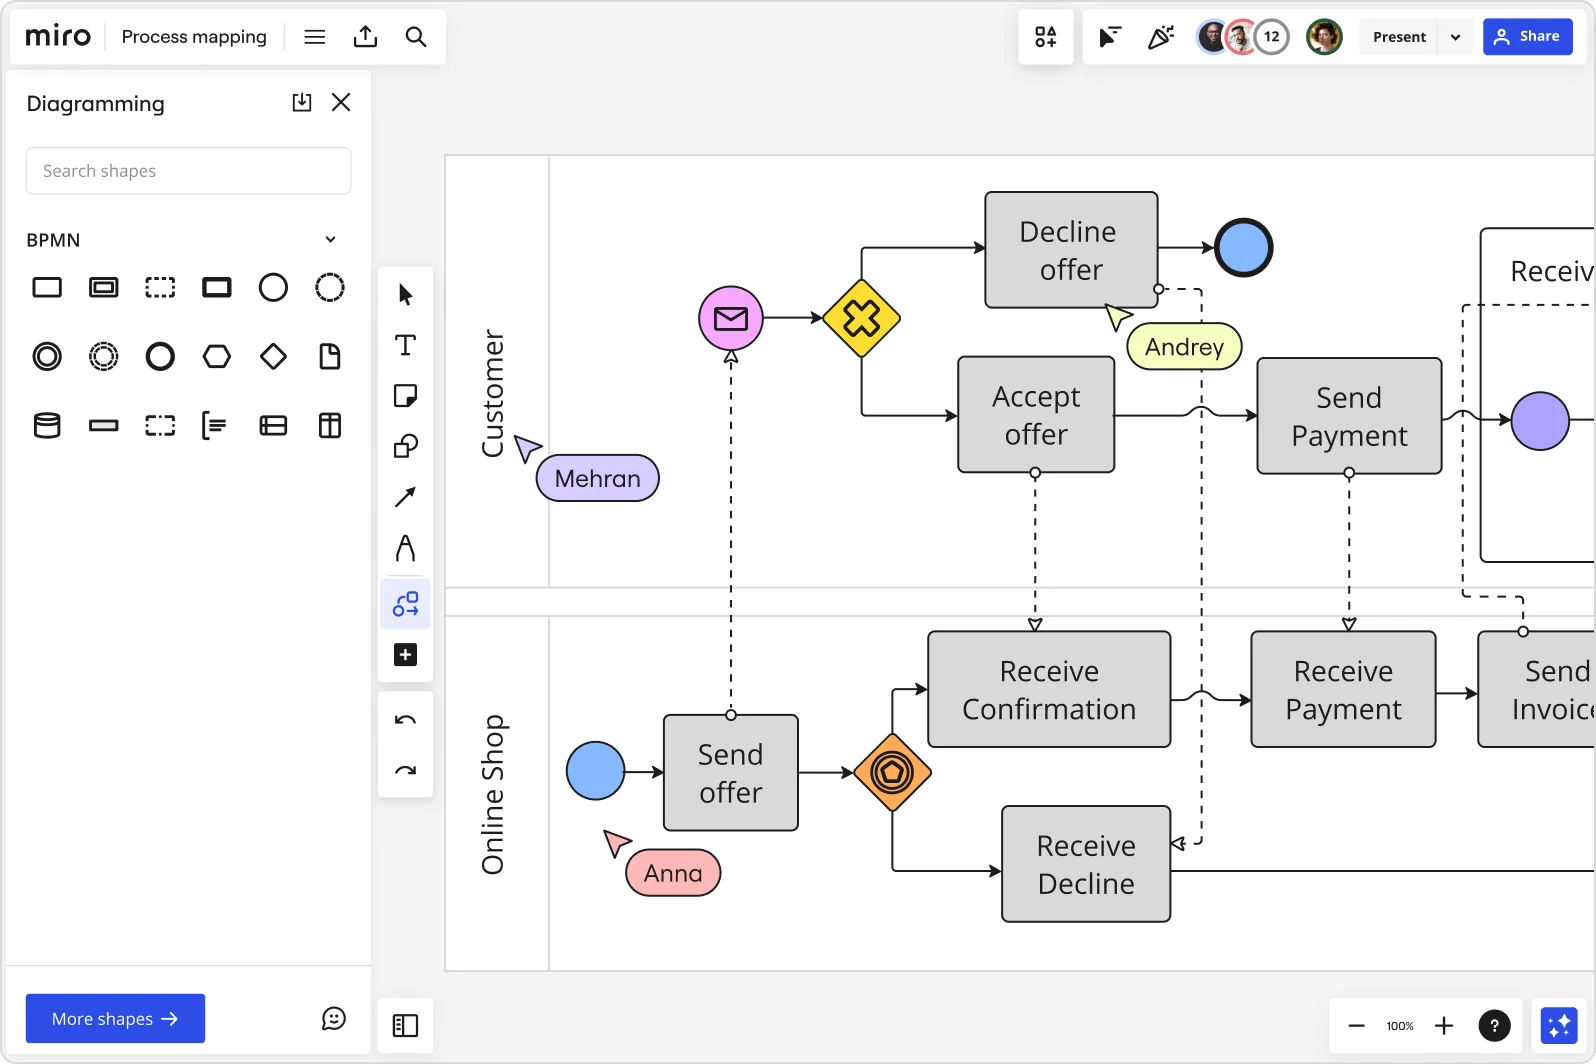 miro
Process mapping
12
Present
Share
Diagramming
Search shapes
BPMN
T
More shapes
Customer
Decline
offer
Receiv
Andrey
Accept
offer
Send
Payment
Mehran
Online Shop
Receive
Confirmation
Receive
Payment
Send
Invoice
Send
offer
Receive
Decline
Anna
100%
?